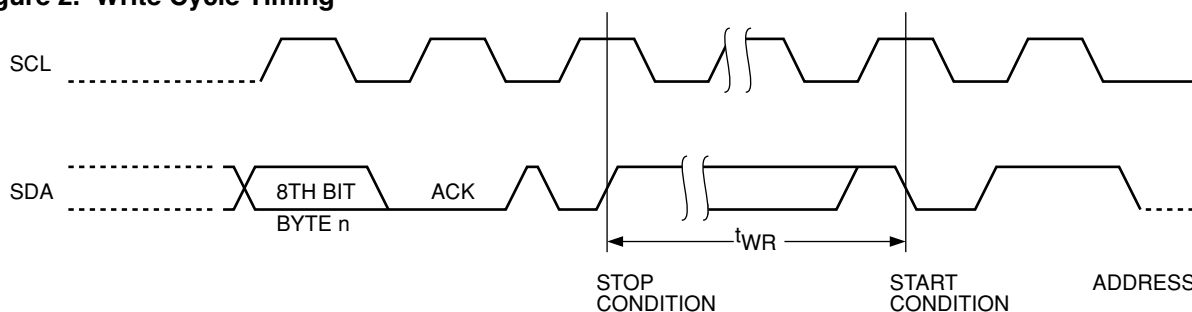 Figure 2. Write Cycle Timing
SCL
SDA
8TH BIT
ACK
BYTE n
tWR
STOP
CONDITION
START
CONDITION
ADDRESS